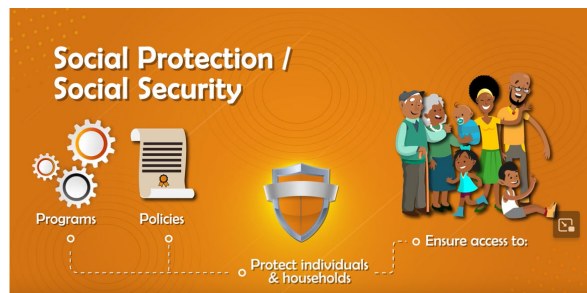 Social Protection /
Social Security
Programs
Policies
Protect individuals
& households
Ensure access to: